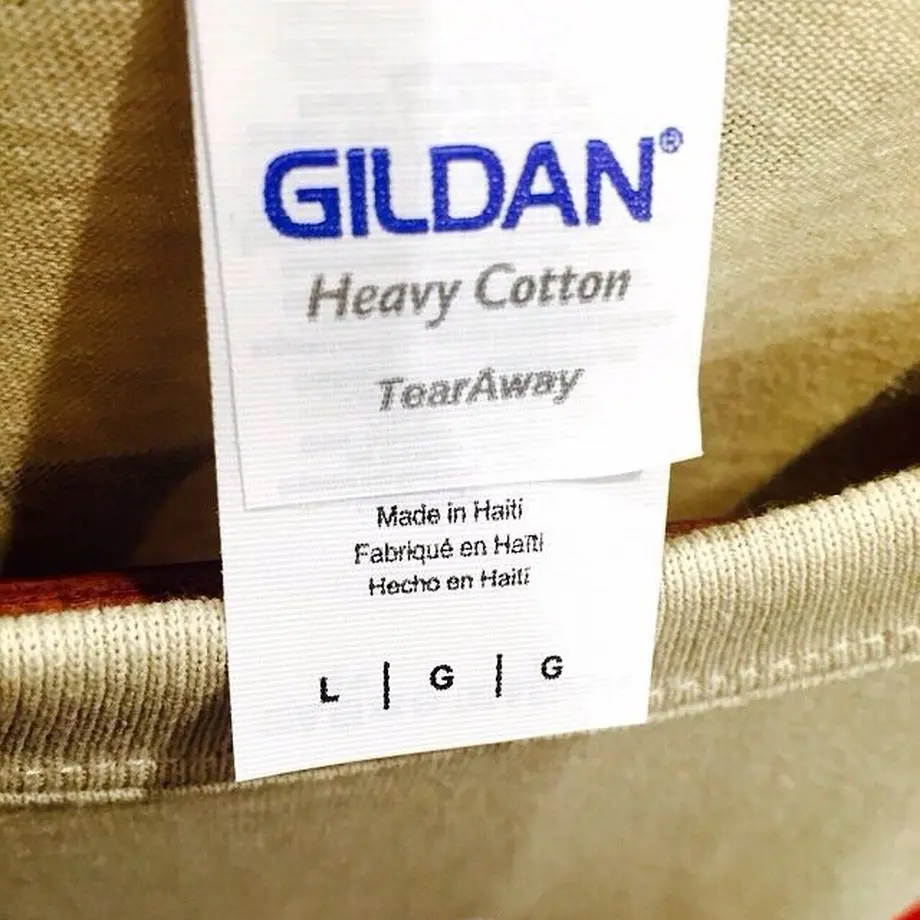 GILDAN®
Heavy Cotton
TearAway
Made in Haiti
Fabriqué en Haïti
Hecho en Haití
L | G | G